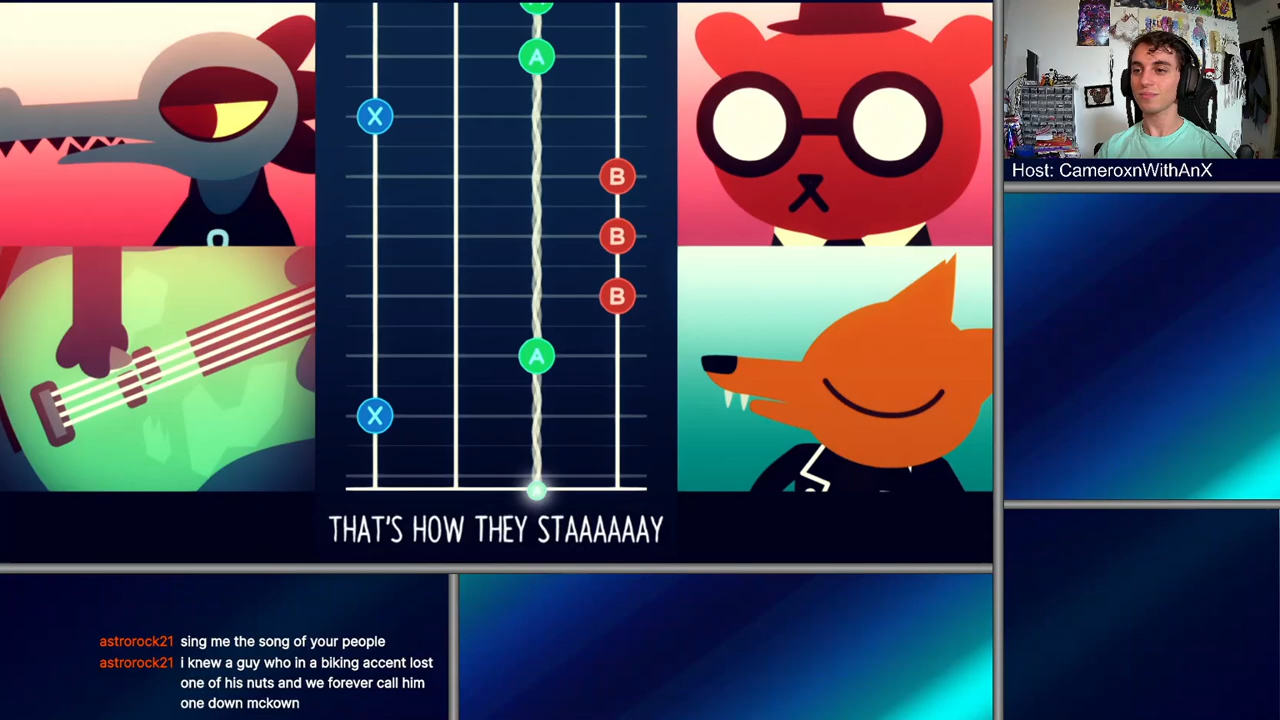 A
X
B
B
B
A
X
THAT'S HOW THEY STAAAAAAY
Host: CameroxnWithAnX
astrorock21 sing me the song of your people
astrorock21 i knew a guy who in a biking accent lost
one of his nuts and we forever call him
one down mckown